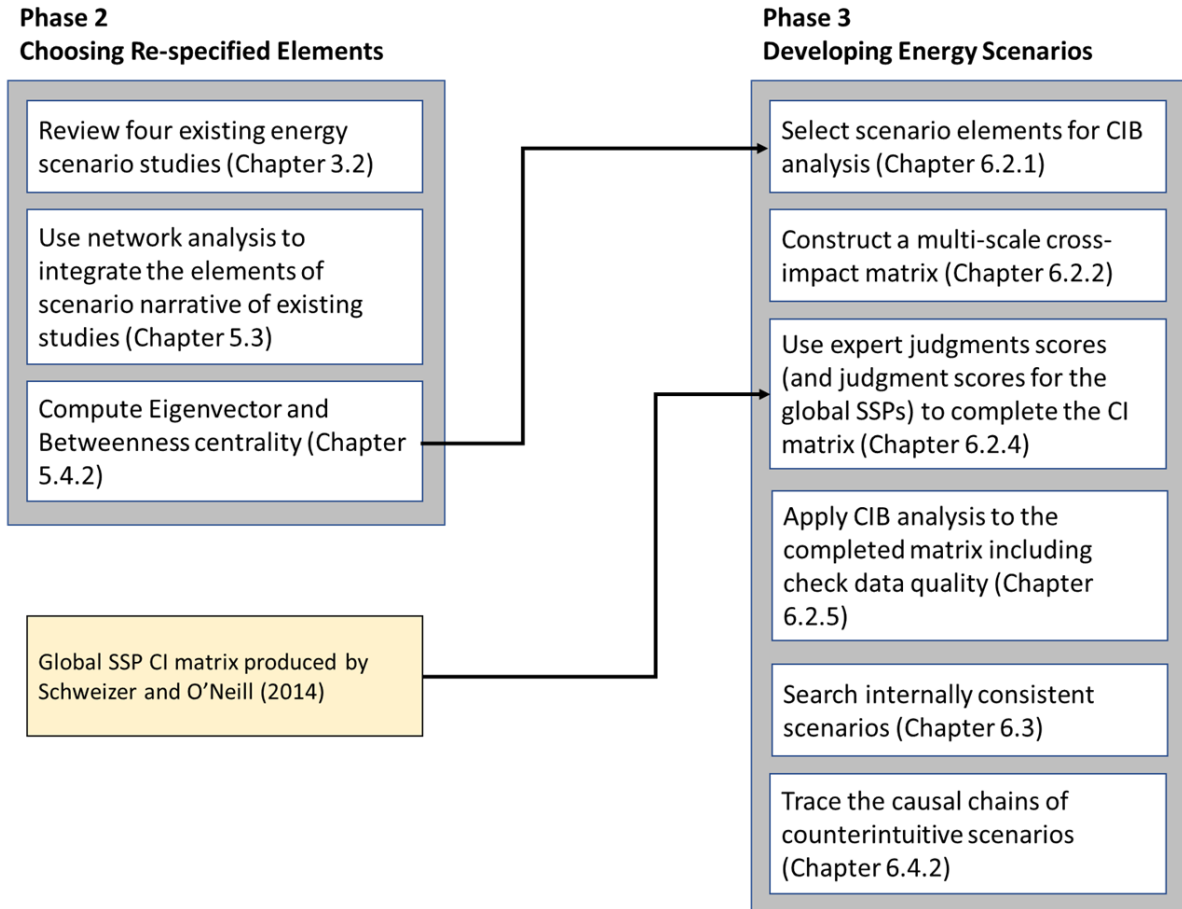 Phase 2
Choosing Re-specified Elements
Review four existing energy
scenario studies (Chapter 3.2)
Use network analysis to
integrate the elements of
scenario narrative of existing
studies (Chapter 5.3)
Compute Eigenvector and
Betweenness centrality (Chapter
5.4.2)
Global SSP CI matrix produced by
Schweizer and O'Neill (2014)
Phase 3
Developing Energy Scenarios
Select scenario elements for CIB
analysis (Chapter 6.2.1)
Construct a multi-scale cross-
impact matrix (Chapter 6.2.2)
Use expert judgments scores
(and judgment scores for the
global SSPs) to complete the CI
matrix (Chapter 6.2.4)
Apply CIB analysis to the
completed matrix including
check data quality (Chapter
6.2.5)
Search internally consistent
scenarios (Chapter 6.3)
Trace the causal chains of
counterintuitive scenarios
(Chapter 6.4.2)